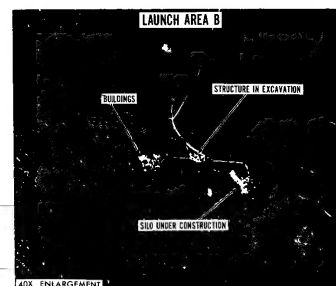 LAUNCH AREA B
BUILDINGS
STRUCTURE IN EXCAVATION
SILO UNDER CONSTRUCTION
40X ENLARGEMENT